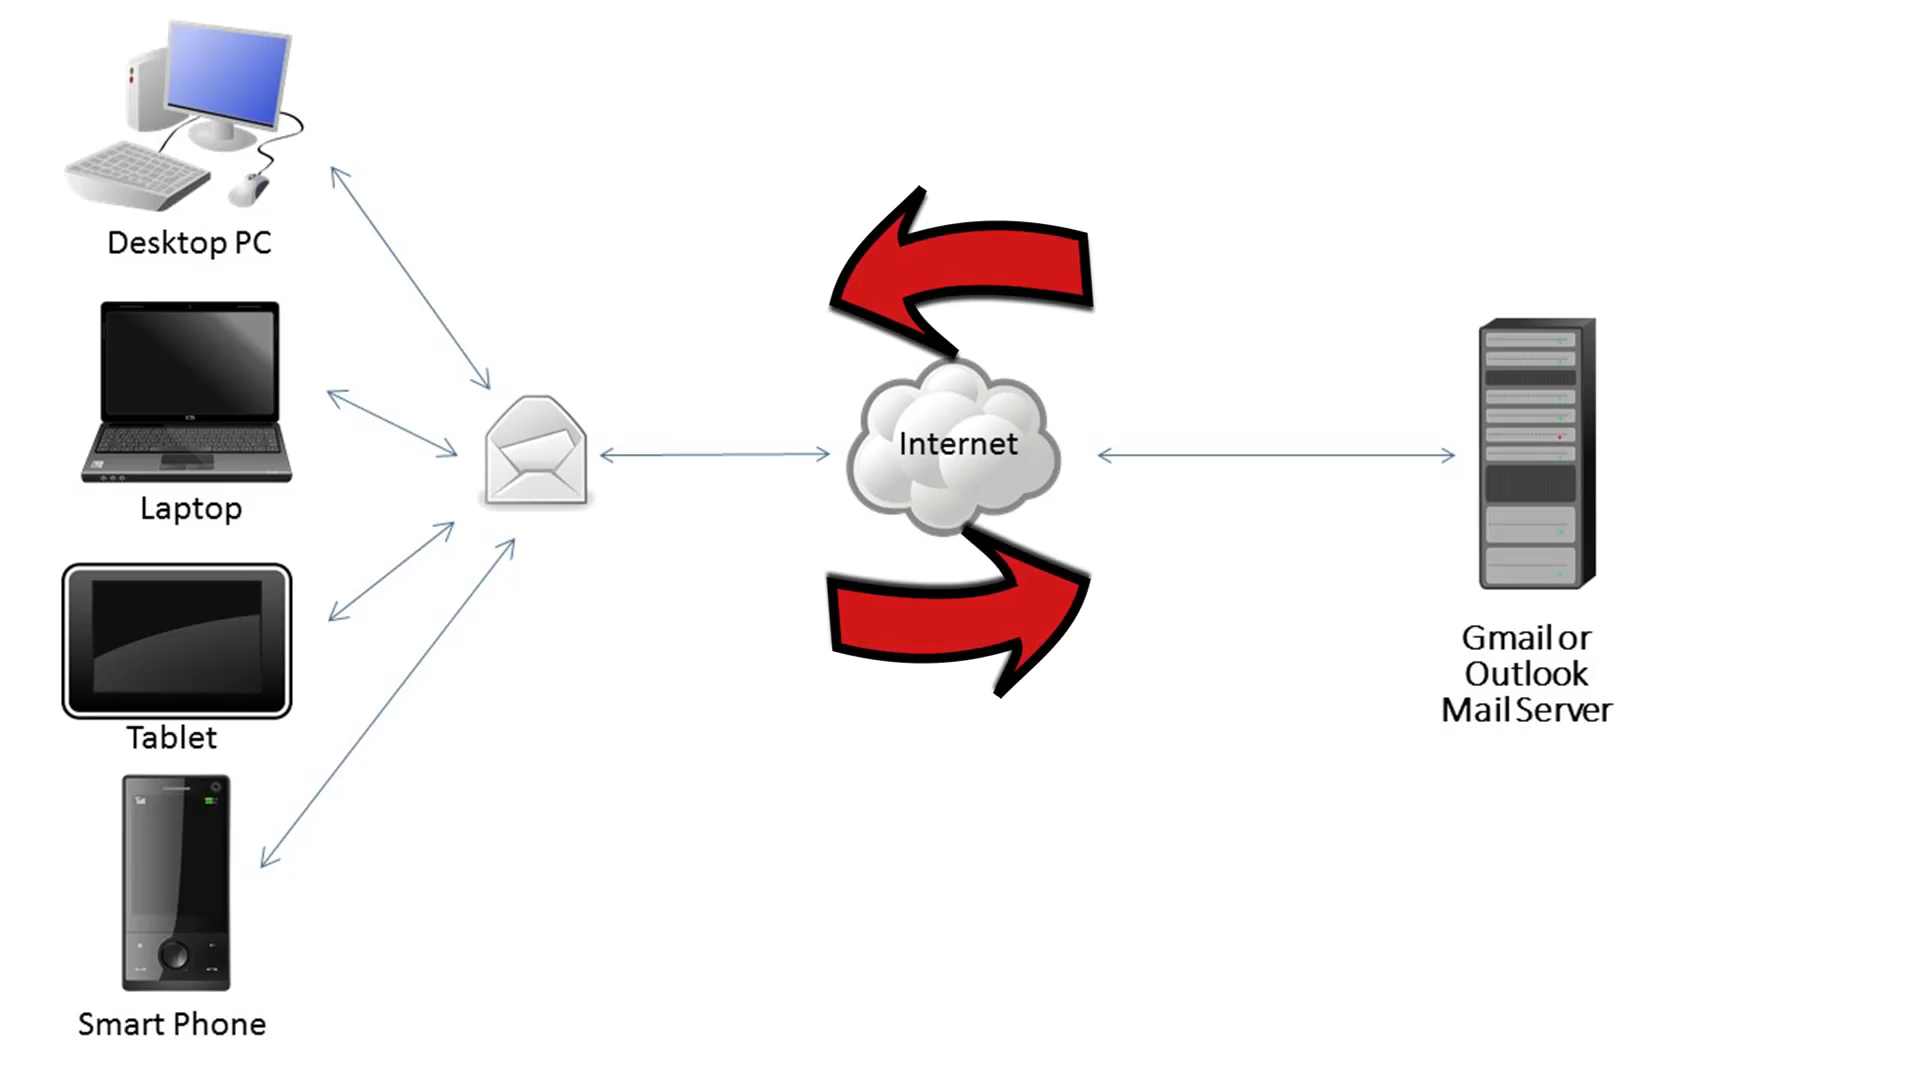 Desktop PC
Laptop
Tablet
Smart Phone
Internet
Gmail or
Outlook
Mail Server